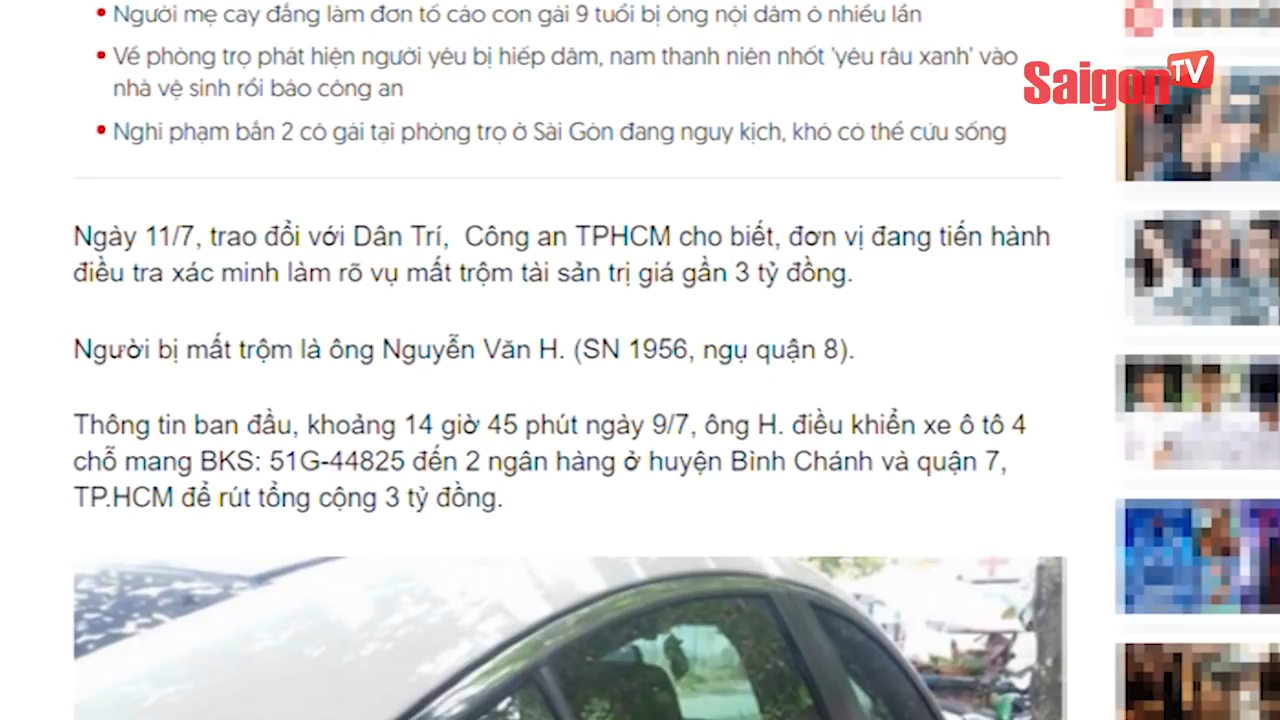 Người mẹ cay đắng làm đơn tố cáo con gái 9 tuổi bị ông nội dâm ô nhiều lần
Về phòng trọ phát hiện người yêu bị hiếp dâm, nam thanh niên nhốt 'yêu râu xanh' vào
nhà vệ sinh rồi báo công an
Nghi phạm bắn 2 cô gái tại phòng trọ ở Sài Gòn đang nguy kịch, khó có thể cứu sống
SaigonTV
Ngày 11/7, trao đổi với Dân Trí, Công an TPHCM cho biết, đơn vị đang tiến hành
điều tra xác minh làm rõ vụ mất trộm tài sản trị giá gần 3 tỷ đồng.
Người bị mất trộm là ông Nguyễn Văn H. (SN 1956, ngụ quận 8).
Thông tin ban đầu, khoảng 14 giờ 45 phút ngày 9/7, ông H. điều khiển xe ô tô 4
chỗ mang BKS: 51G-44825 đến 2 ngân hàng ở huyện Bình Chánh và quận 7,
TP.HCM để rút tổng cộng 3 tỷ đồng.